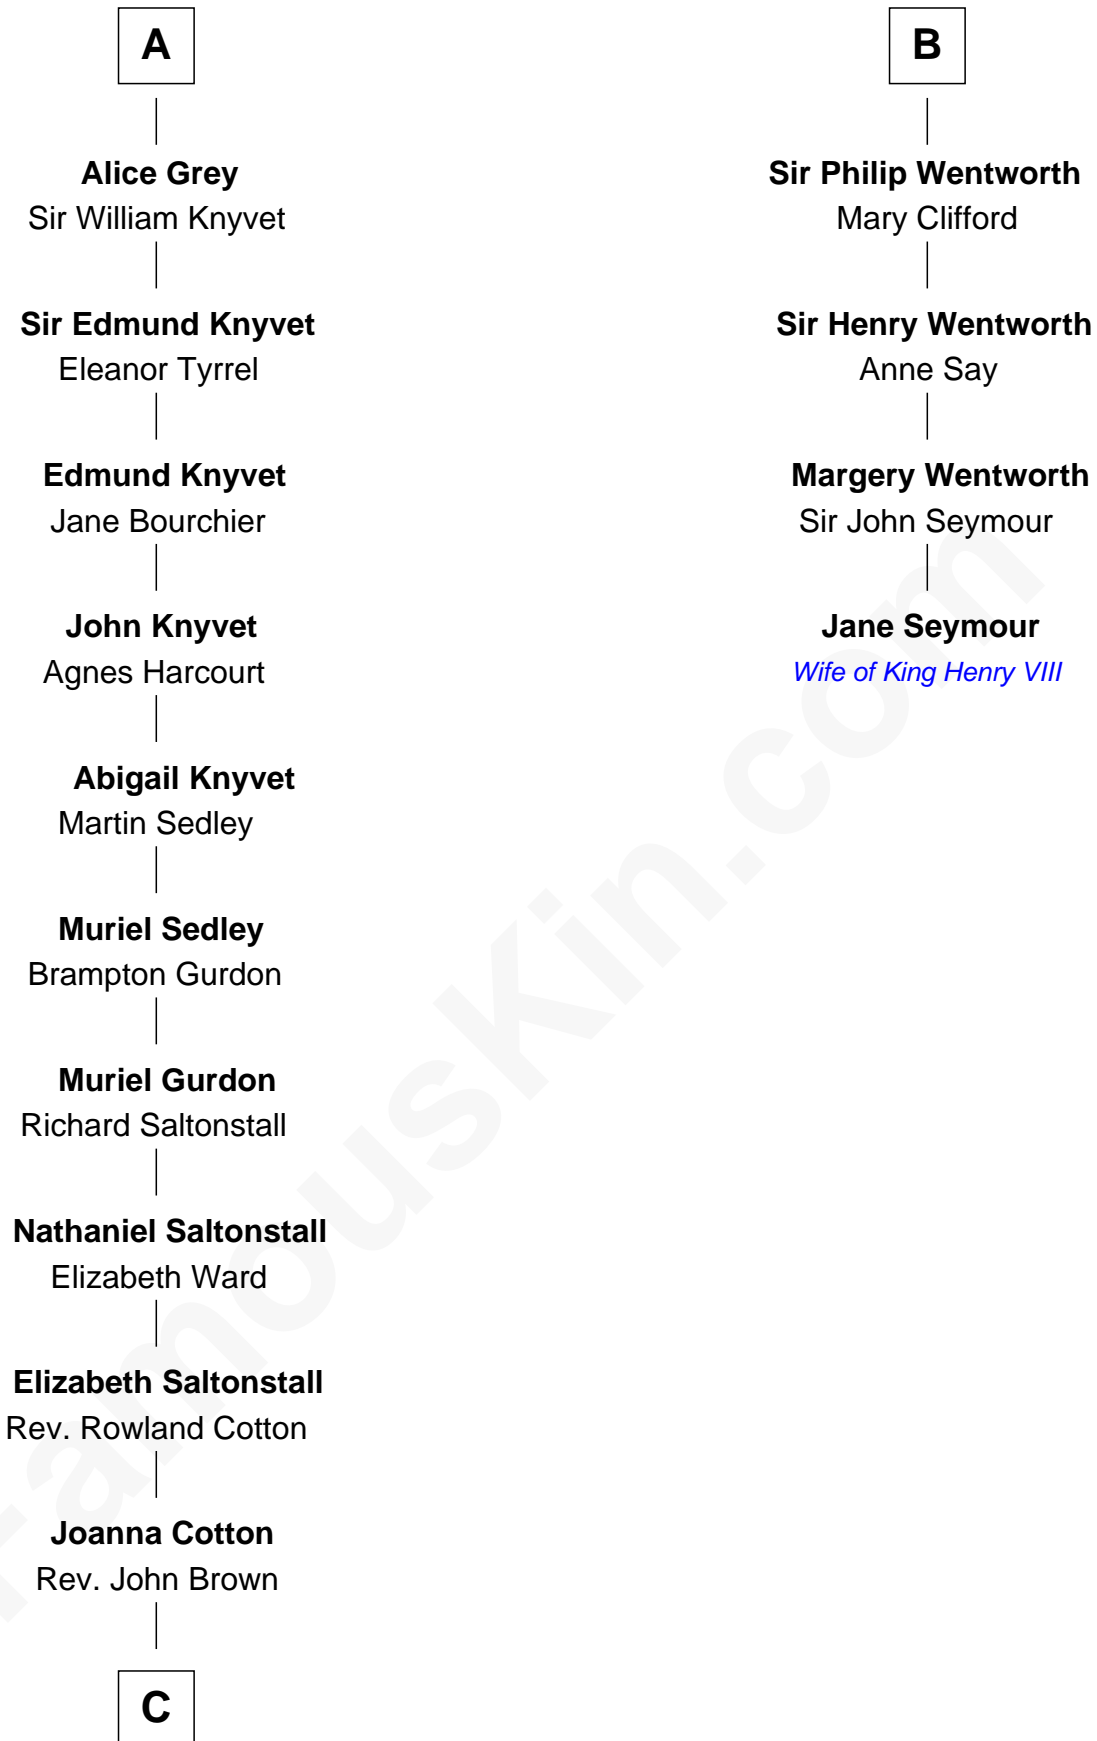 A
Alice Grey
Sir William Knyvet
Sir Edmund Knyvet
Eleanor Tyrrel
Edmund Knyvet
Jane Bourchier
John Knyvet
Agnes Harcourt
Abigail Knyvet
Martin Sedley
Muriel Sedley
Brampton Gurdon
Muriel Gurdon
Richard Saltonstall
Nathaniel Saltonstall
Elizabeth Ward
Elizabeth Saltonstall
Rev. Rowland Cotton
Joanna Cotton
Rev. John Brown
C
B
Sir Philip Wentworth
Mary Clifford
Sir Henry Wentworth
Anne Say
Margery Wentworth
Sir John Seymour
Jane Seymour
Wife of King Henry VIII
FamousKin.com